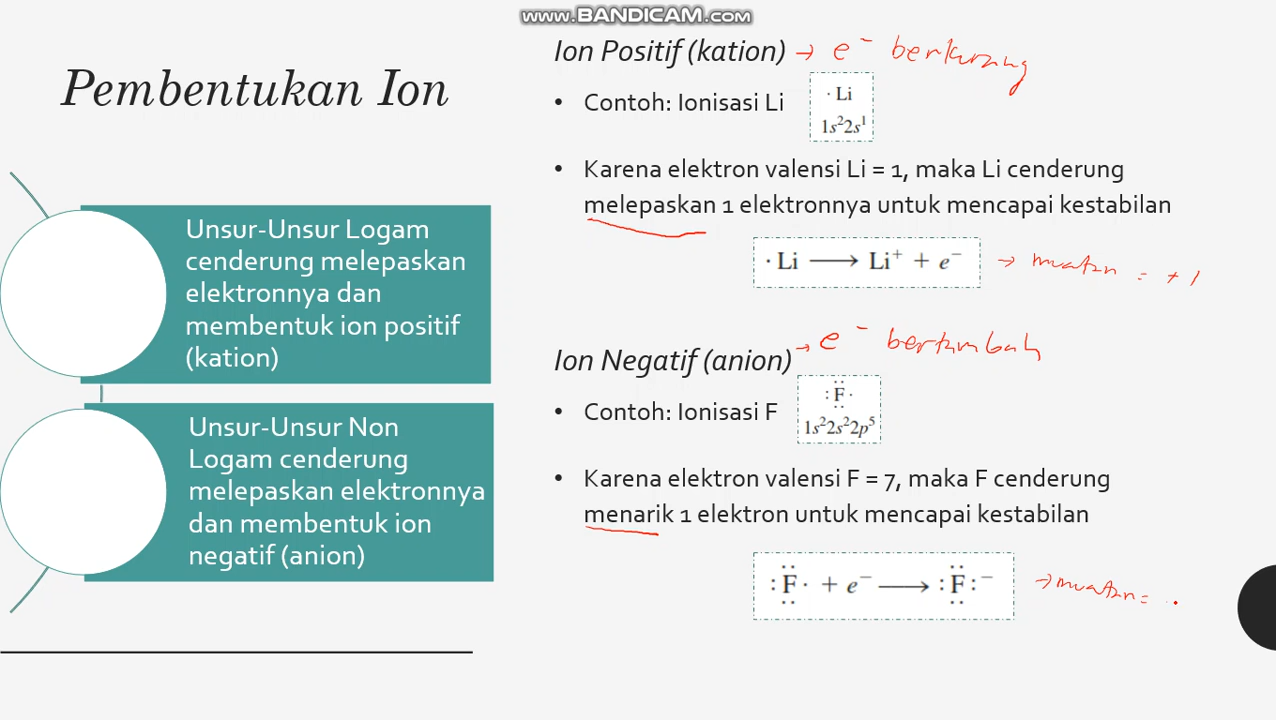 www.BANDICAM.com
Pembentukan Ion
Unsur-Unsur Logam
cenderung melepaskan
elektronnya dan
membentuk ion positif
(kation)
Unsur-Unsur Non
Logam cenderung
melepaskan elektronnya
dan membentuk ion
negatif (anion)
Ion Positif (kation) → e⁻ berkurang
• Contoh: Ionisasi Li
· Li
1s²2s¹
• Karena elektron valensi Li = 1, maka Li cenderung
melepaskan 1 elektronnya untuk mencapai kestabilan
· Li ⟶ Li⁺ + e⁻ → muatan = +1
Ion Negatif (anion) → e⁻ bertambah
• Contoh: Ionisasi F
:F·
1s²2s²2p⁵
• Karena elektron valensi F = 7, maka F cenderung
menarik 1 elektron untuk mencapai kestabilan
:F· + e⁻ ⟶ :F:⁻ → muatan =